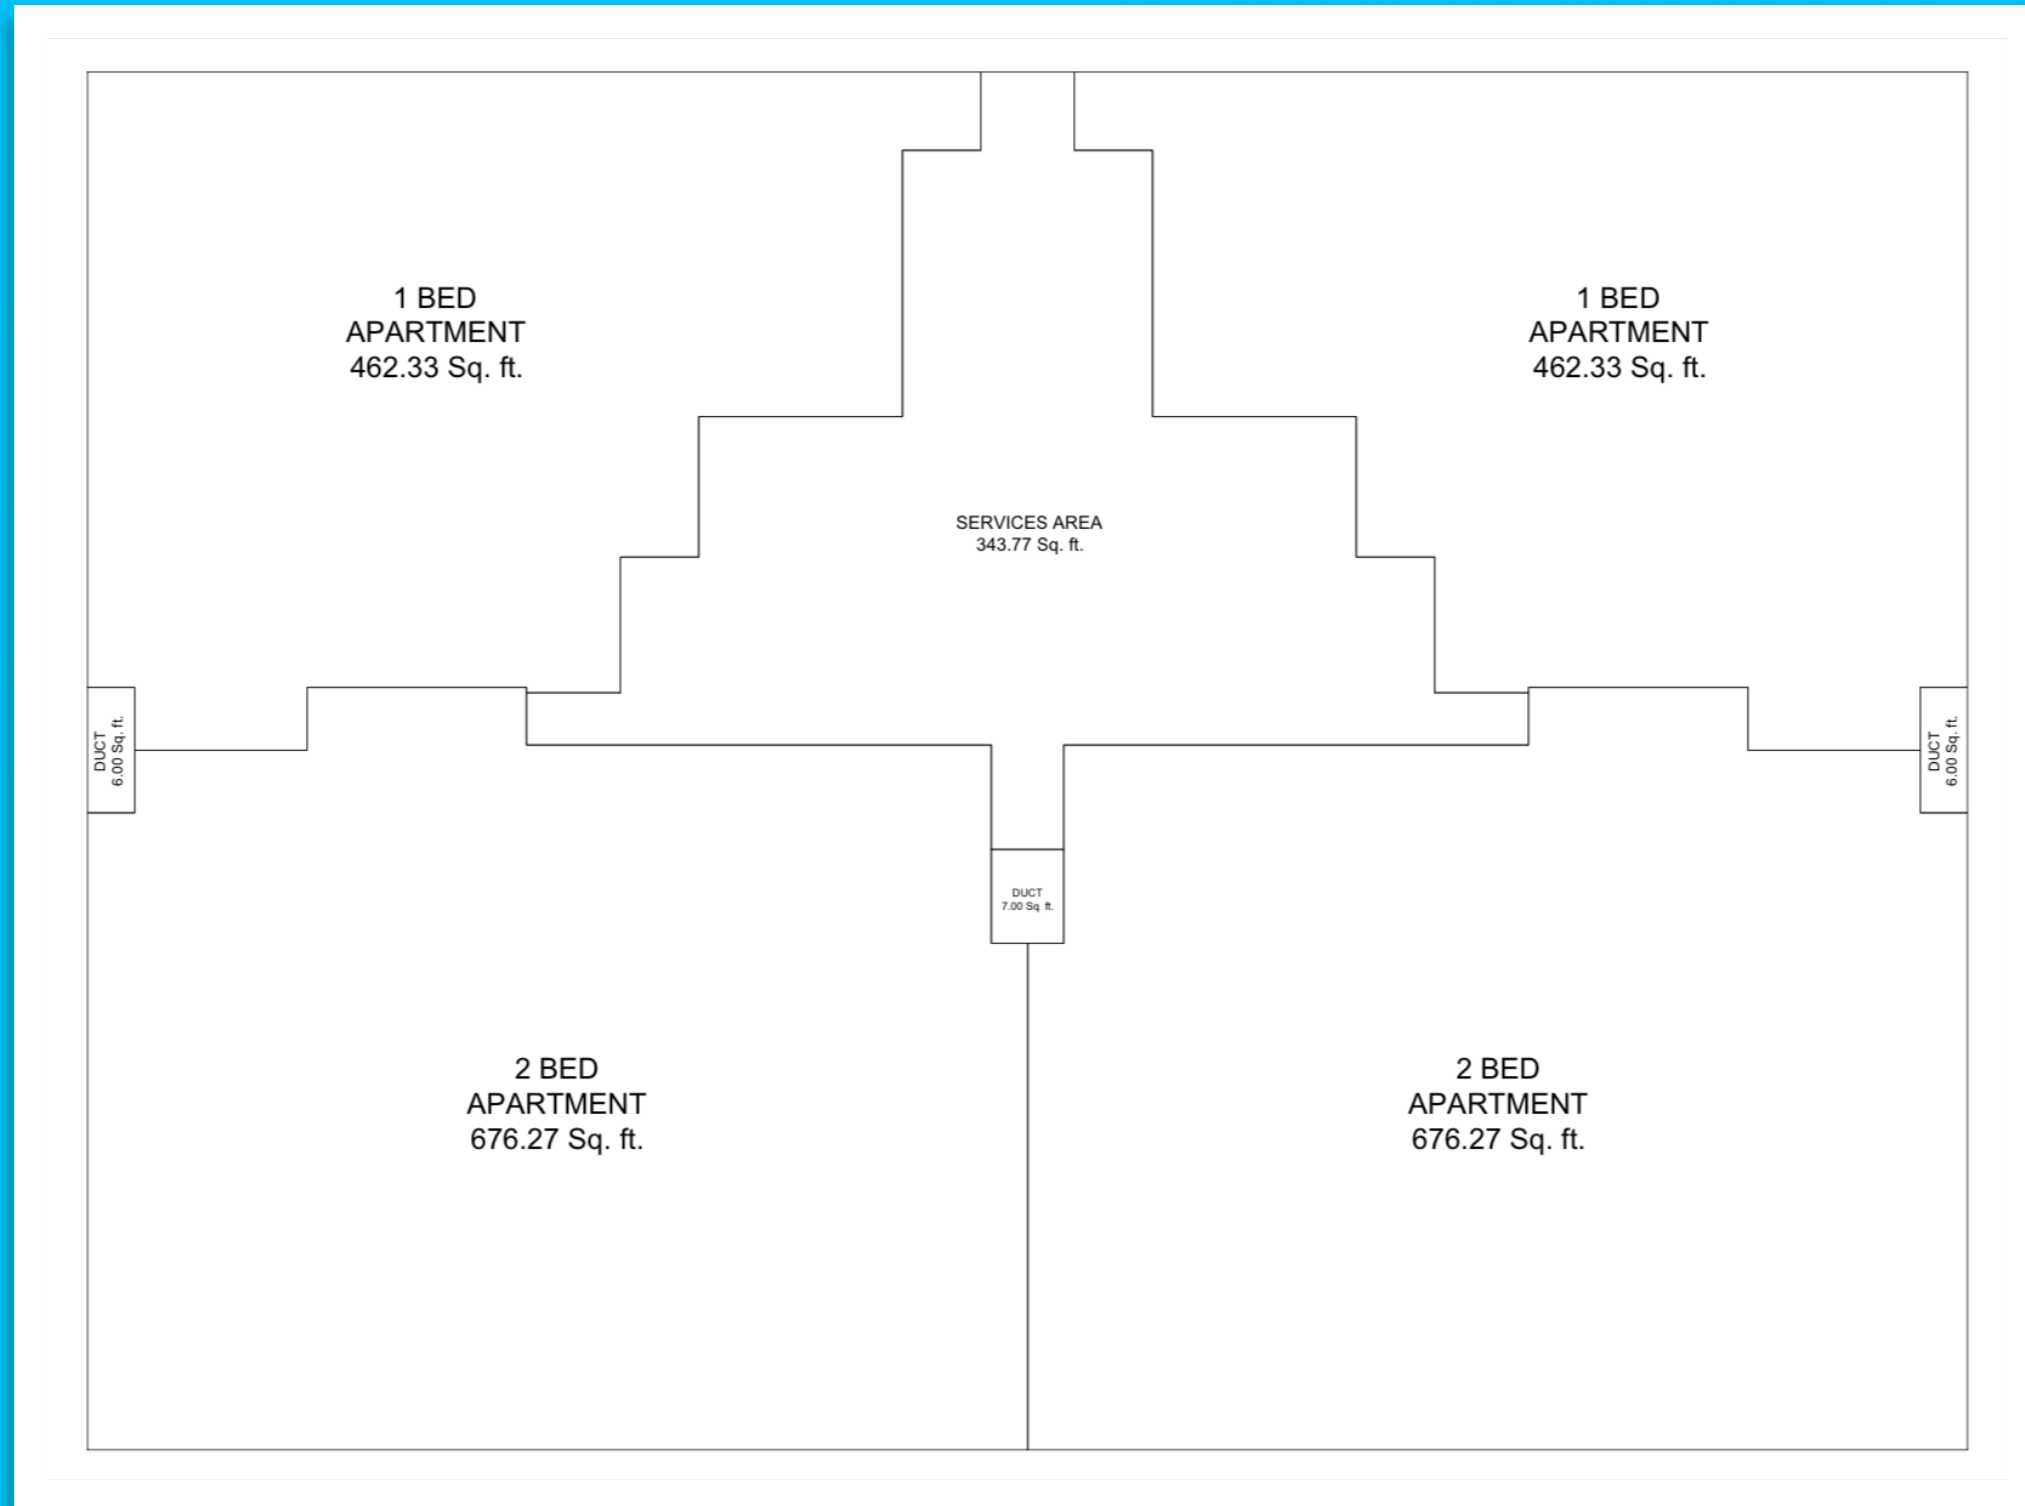 1 BED
APARTMENT
462.33 Sq. ft.
1 BED
APARTMENT
462.33 Sq. ft.
SERVICES AREA
343.77 Sq. ft.
DUCT
6.00 Sq. ft.
DUCT
6.00 Sq. ft.
DUCT
7.00 Sq. ft.
2 BED
APARTMENT
676.27 Sq. ft.
2 BED
APARTMENT
676.27 Sq. ft.